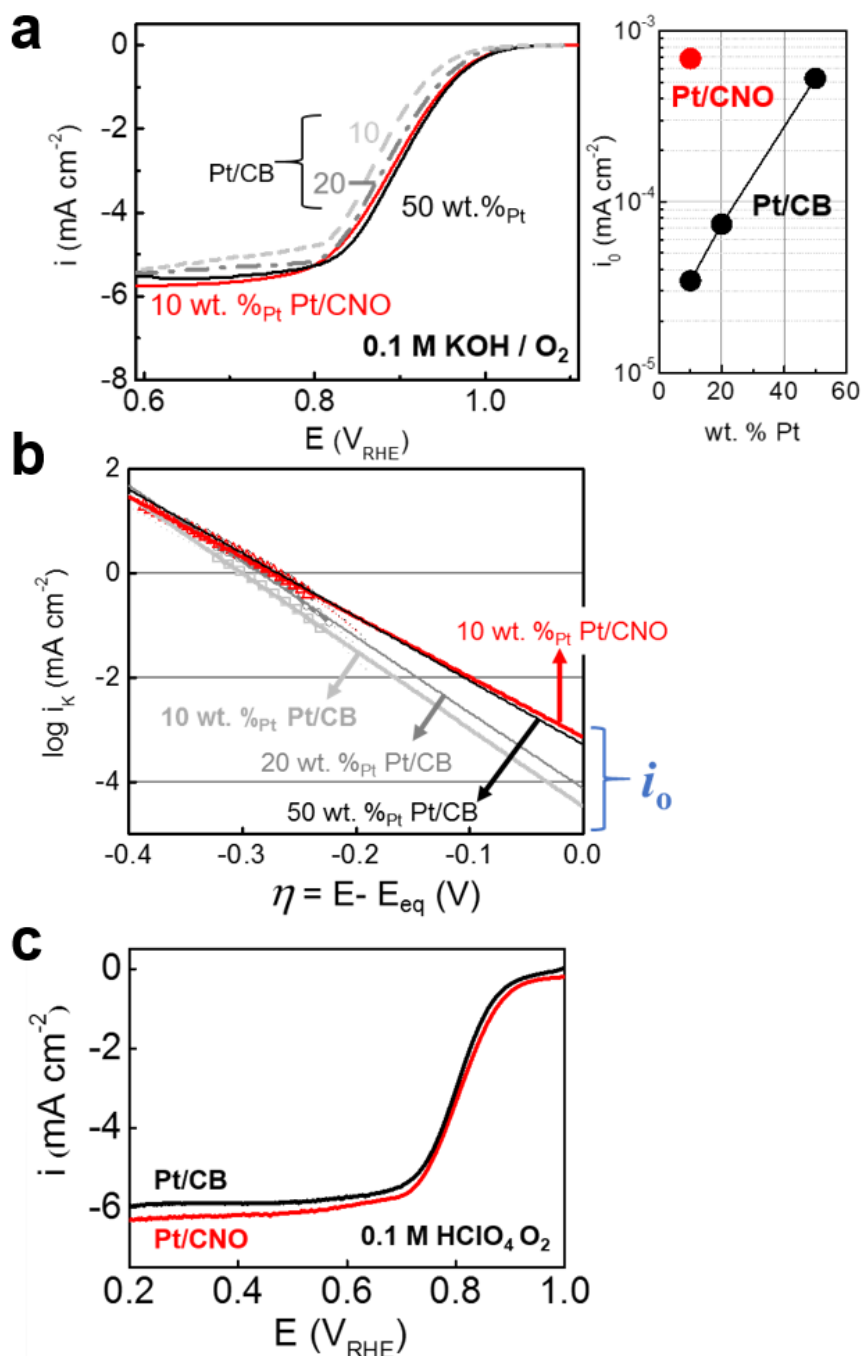 a
0
-2
-4
-6
-8
i (mA cm-2)
Pt/CB
10
20
50 wt.%Pt
10 wt. %Pt Pt/CNO
0.1 M KOH / O2
0.6 0.8 1.0
E (VRHE)
10-3
10-4
10-5
i0 (mA cm-2)
Pt/CNO
Pt/CB
0 20 40 60
wt. % Pt
b
2
0
-2
-4
log iK (mA cm-2)
10 wt. %Pt Pt/CNO
10 wt. %Pt Pt/CB
20 wt. %Pt Pt/CB
50 wt. %Pt Pt/CB
i0
-0.4 -0.3 -0.2 -0.1 0.0
η = E- Eeq (V)
c
0
-2
-4
-6
i (mA cm-2)
Pt/CB
Pt/CNO
0.1 M HClO4 O2
0.2 0.4 0.6 0.8 1.0
E (VRHE)